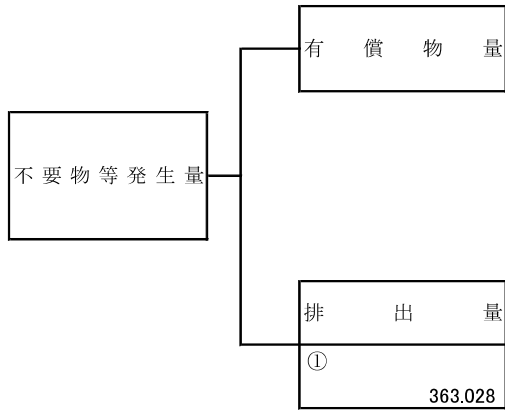 有償物量
不要物等発生量
排出量
①
363.028